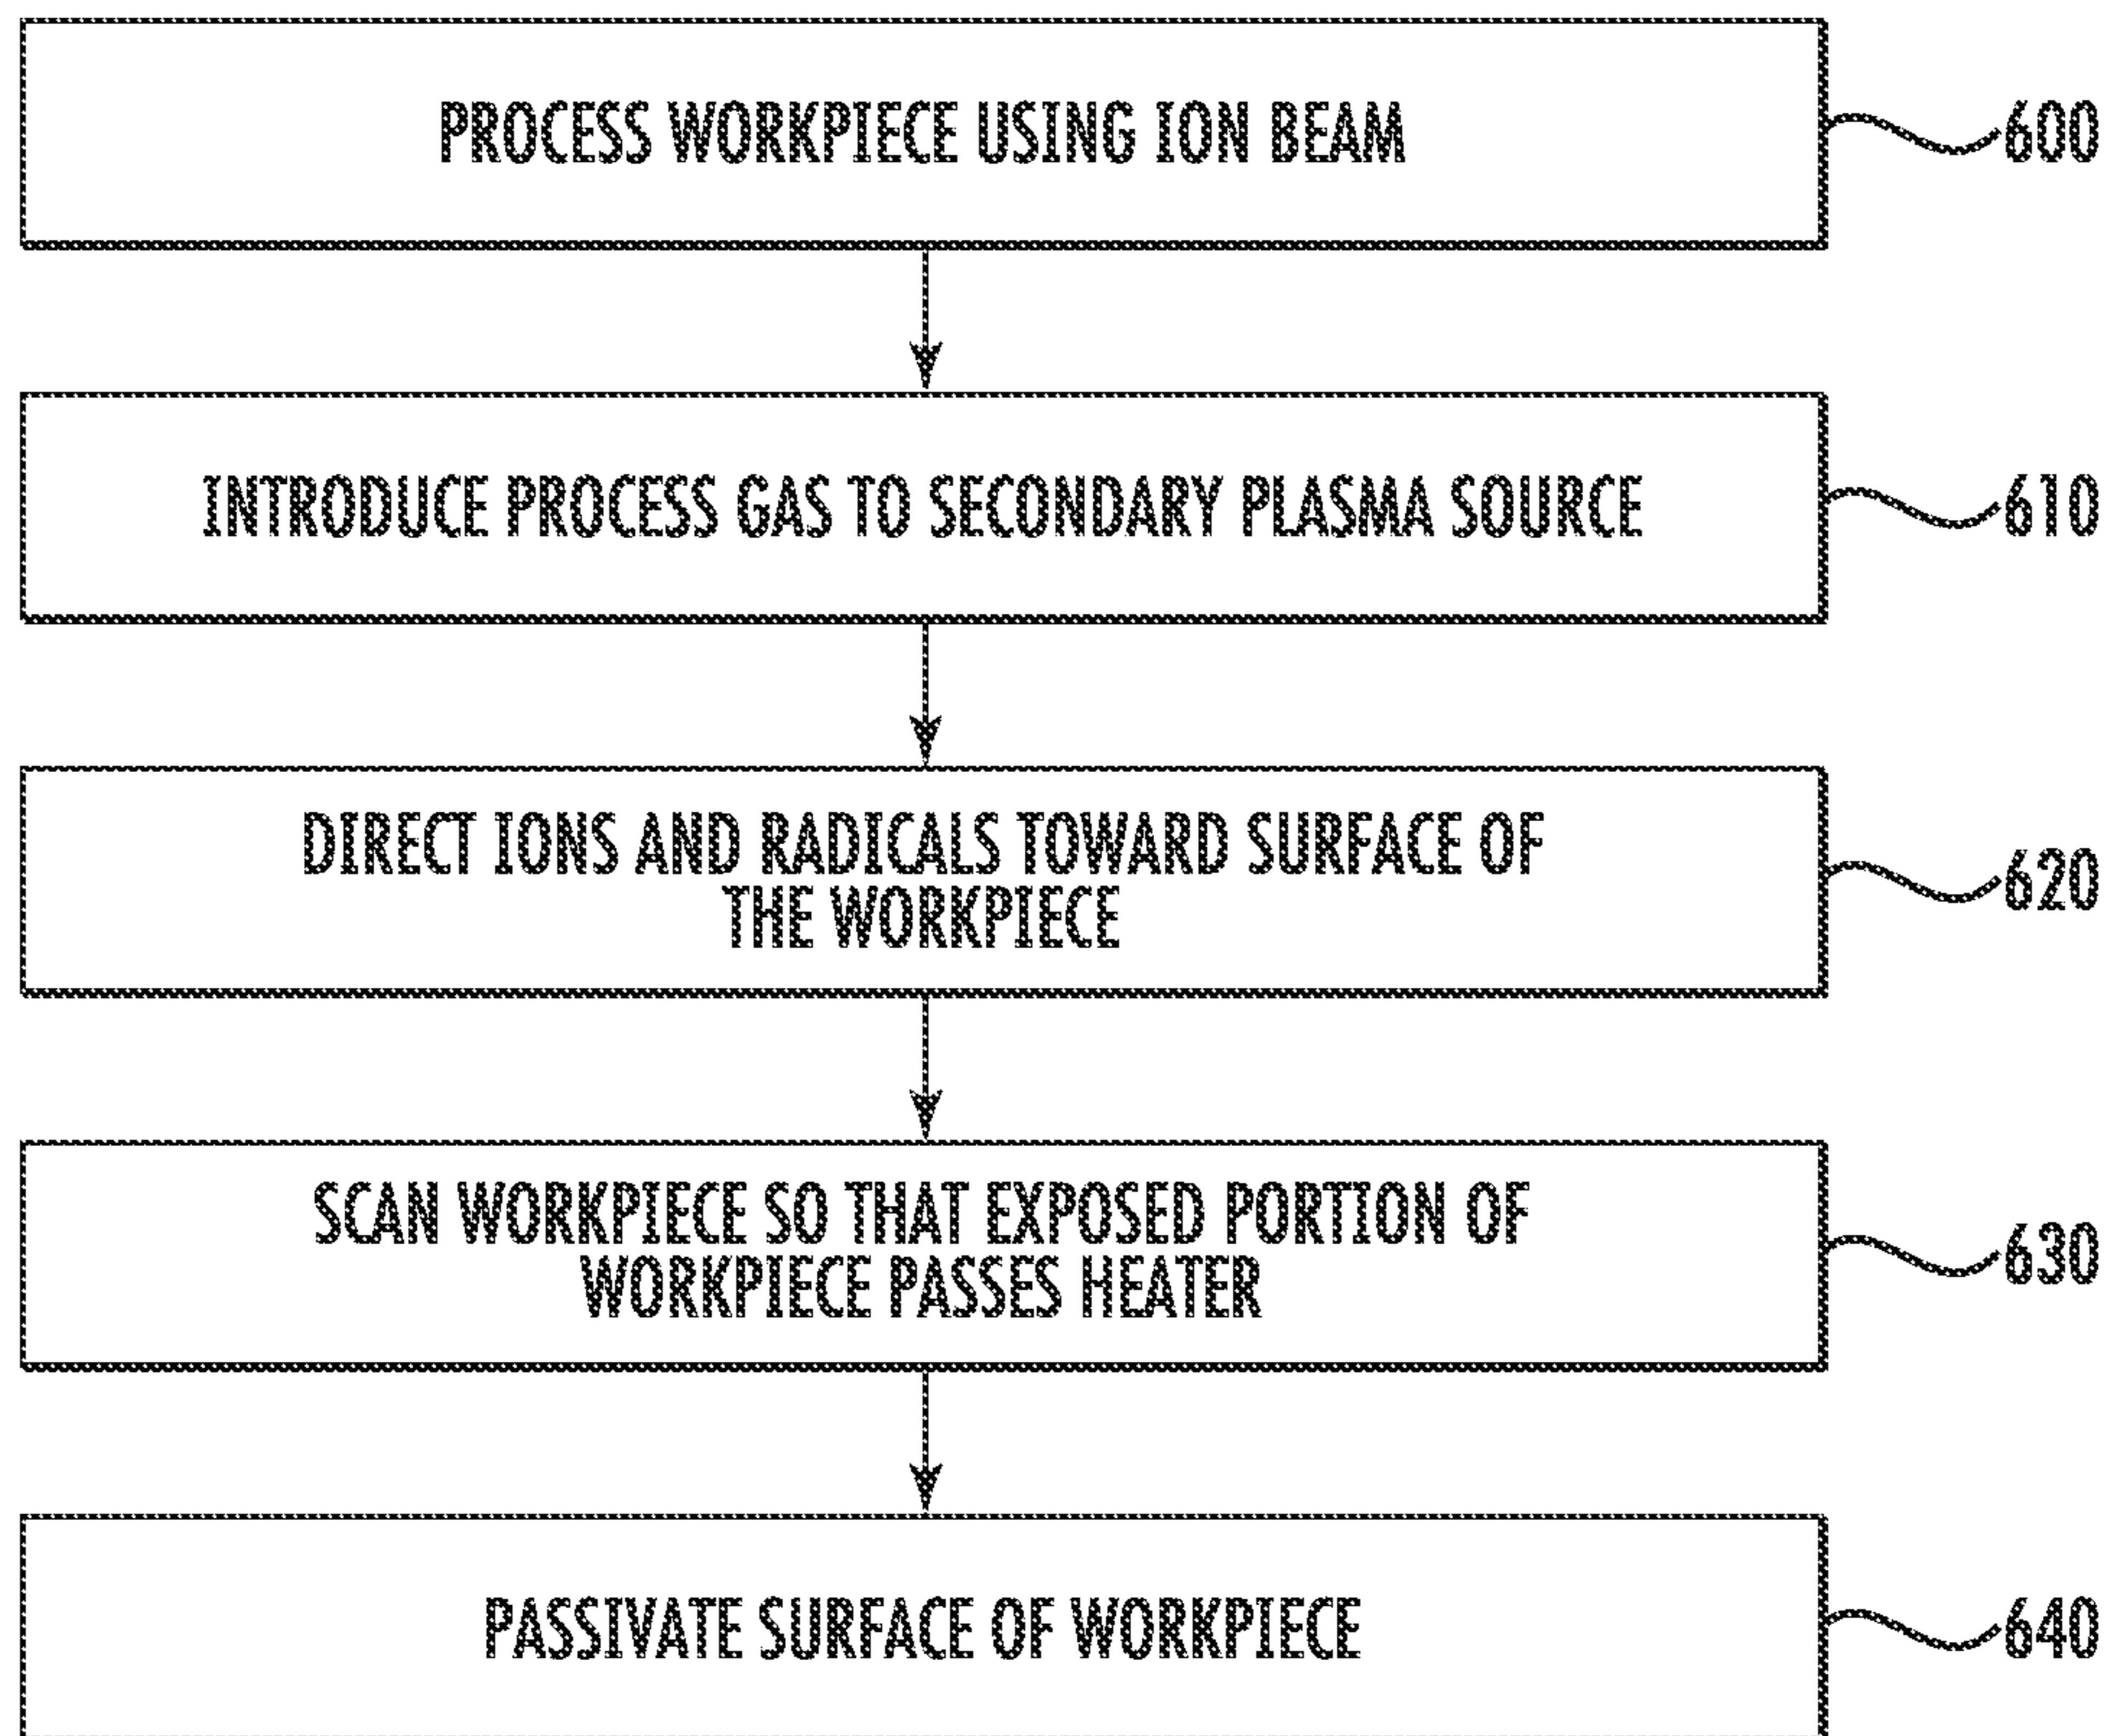 PROCESS WORKPIECE USING ION BEAM
600
INTRODUCE PROCESS GAS TO SECONDARY PLASMA SOURCE
610
DIRECT IONS AND RADICALS TOWARD SURFACE OF
THE WORKPIECE
620
SCAN WORKPIECE SO THAT EXPOSED PORTION OF
WORKPIECE PASSES HEATER
630
PASSIVATE SURFACE OF WORKPIECE
640